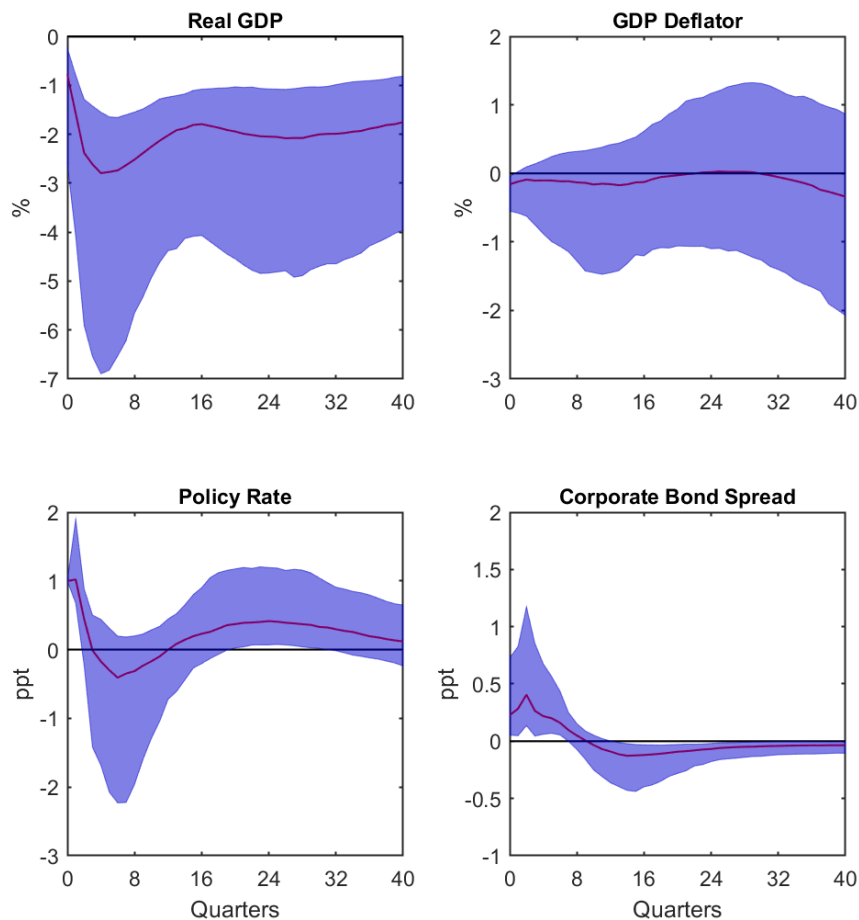 Real GDP
0
-1
-2
-3
-4
-5
-6
-7
%
0 8 16 24 32 40
GDP Deflator
2
1
0
-1
-2
-3
%
0 8 16 24 32 40
Policy Rate
2
1
0
-1
-2
-3
ppt
0 8 16 24 32 40
Quarters
Corporate Bond Spread
2
1.5
1
0.5
0
-0.5
-1
ppt
0 8 16 24 32 40
Quarters